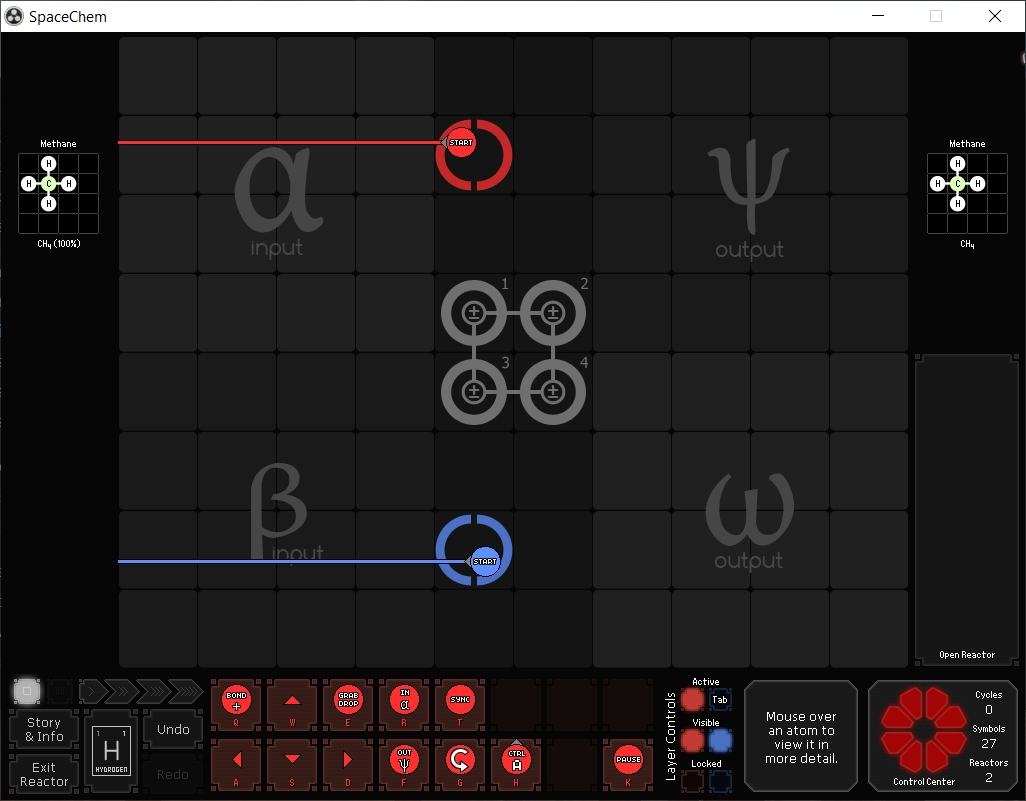 SpaceChem
Methane
H
H C H
H
CH₄ (100%)
START
α
input
ψ
output
1 2
± ±
3 4
± ±
β
input
START
ω
output
Methane
H
H C H
H
CH₄
Open Reactor
Story
& Info
Exit
Reactor
1 1
H
HYDROGEN
Undo
Redo
BOND
+
Q
W
GRAB
DROP
E
IN
α
R
SYNC
T
A
S
D
OUT
ψ
F
G
CTRL
A
H
PAUSE
K
Layer Controls
Active
Tab
Visible
Locked
Mouse over
an atom to
view it in
more detail.
Control Center
Cycles
0
Symbols
27
Reactors
2